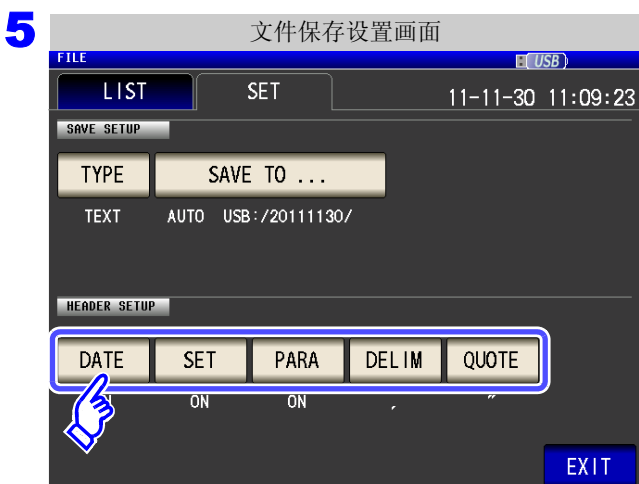 5
文件保存设置画面
FILE
USB
LIST SET 11-11-30 11:09:23
SAVE SETUP
TYPE SAVE TO ...
TEXT AUTO USB:/20111130/
HEADER SETUP
DATE SET PARA DELIM QUOTE
ON ON , "
EXIT